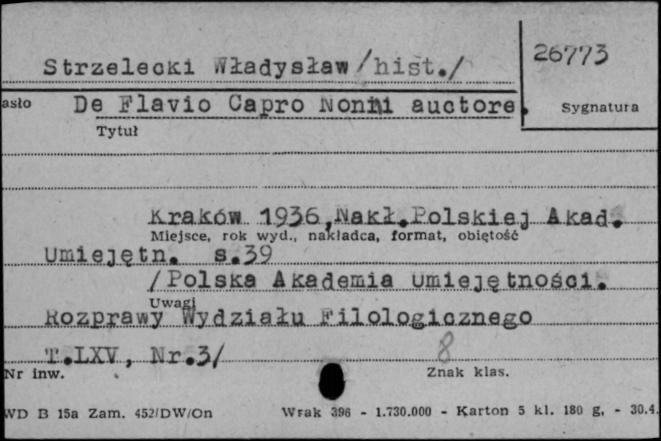 Strzelecki Władysław /hist./
26773
asło
De Flavio Capro Nonii auctore.
Sygnatura
Tytuł
Kraków 1936, Nakł. Polskiej Akad.
Miejsce, rok wyd., nakładca, format, objętość
Umiejętn. s.39
/Polska Akademia Umiejętności.
Uwagi
Rozprawy Wydziału Filologicznego
T.LXV, Nr.3/
8
Nr inw.
Znak klas.
WD B 15a Zam. 452/DW/On Wrak 396 - 1.730.000 - Karton 5 kl. 180 g, - 30.4.